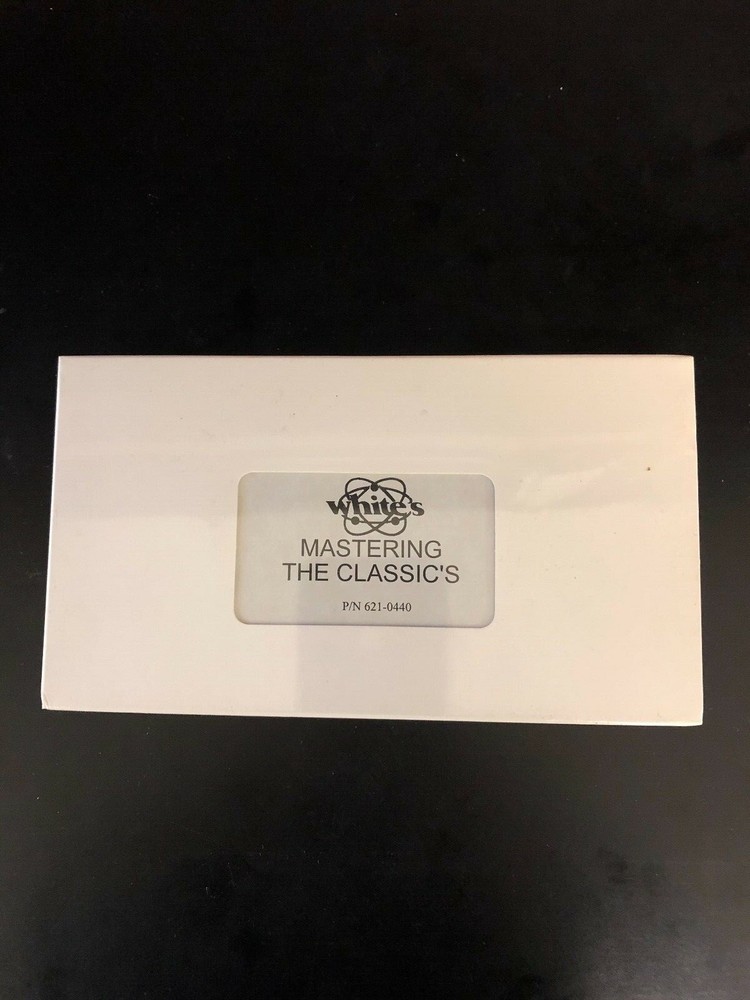 white's
MASTERING
THE CLASSIC'S
P/N 621-0440